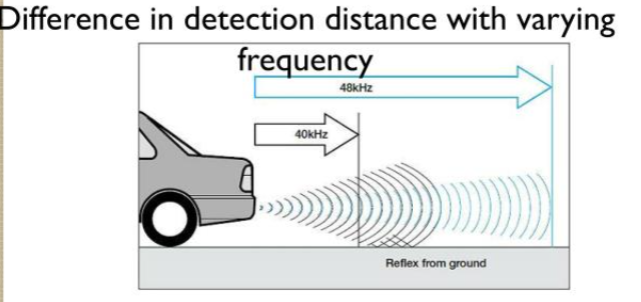 Difference in detection distance with varying
frequency
48kHz
40kHz
Reflex from ground